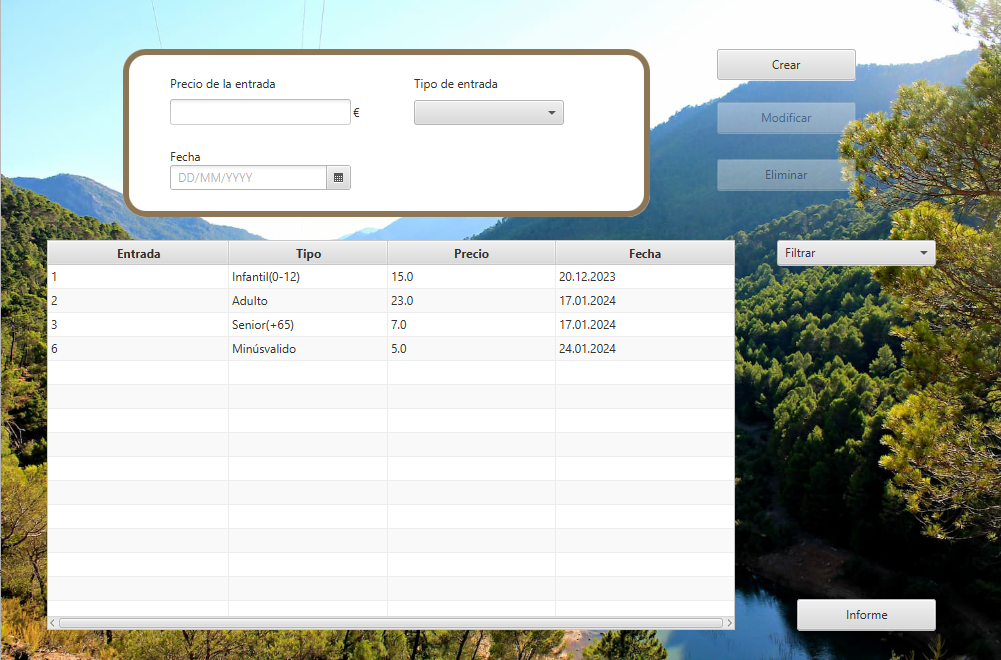 Precio de la entrada
Tipo de entrada
€
Fecha
DD/MM/YYYY
Crear
Modificar
Eliminar
Filtrar
Entrada Tipo Precio Fecha
1 Infantil(0-12) 15.0 20.12.2023
2 Adulto 23.0 17.01.2024
3 Senior(+65) 7.0 17.01.2024
6 Minúsvalido 5.0 24.01.2024
Informe